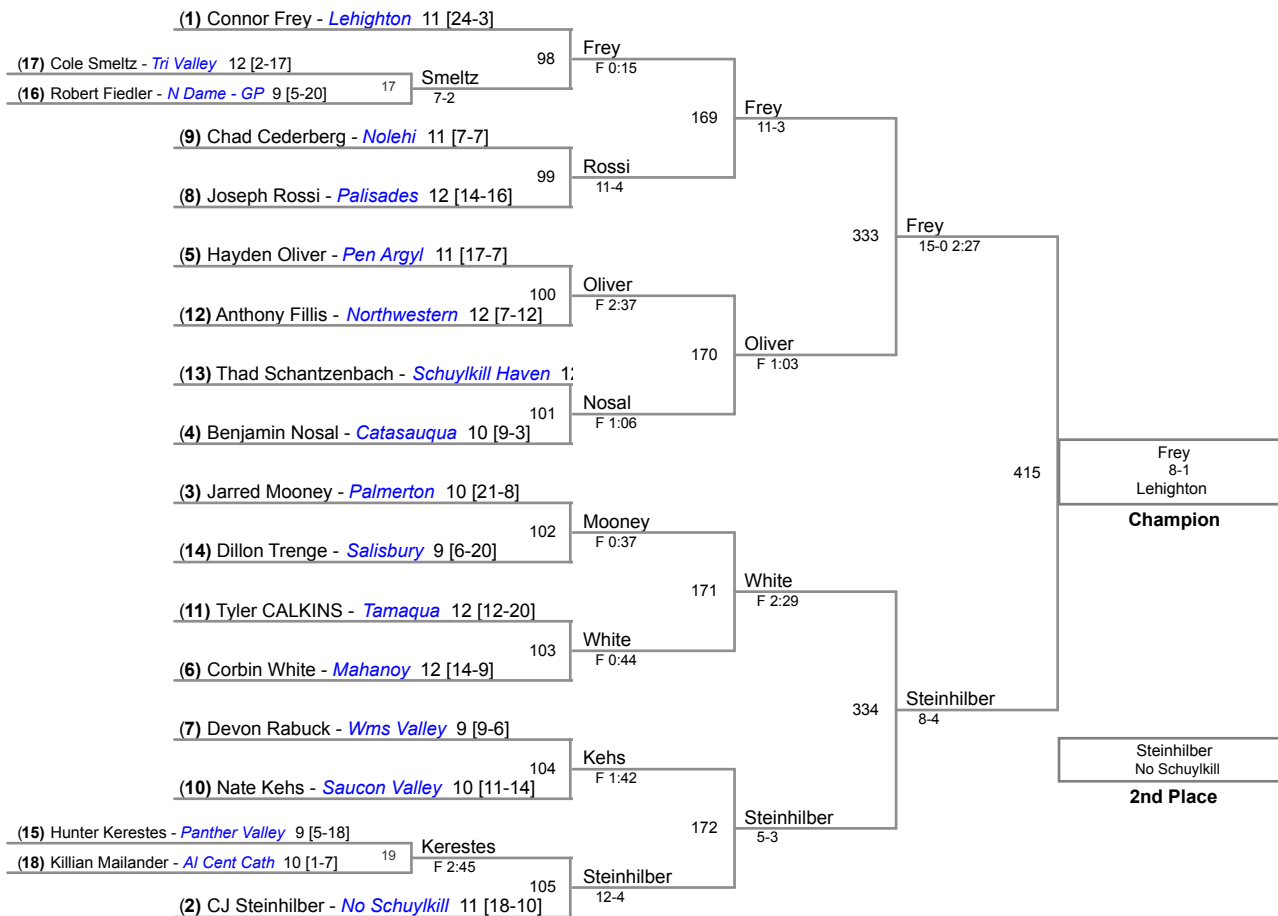 (1) Connor Frey - Lehighton 11 [24-3]
98
Frey
F 0:15
(17) Cole Smeltz - Tri Valley 12 [2-17]
17
Smeltz
7-2
(16) Robert Fiedler - N Dame - GP 9 [5-20]
169
Frey
11-3
(9) Chad Cederberg - Nolehi 11 [7-7]
99
Rossi
11-4
(8) Joseph Rossi - Palisades 12 [14-16]
333
Frey
15-0 2:27
(5) Hayden Oliver - Pen Argyl 11 [17-7]
100
Oliver
F 2:37
(12) Anthony Fillis - Northwestern 12 [7-12]
170
Oliver
F 1:03
(13) Thad Schantzenbach - Schuylkill Haven
101
Nosal
F 1:06
(4) Benjamin Nosal - Catasauqua 10 [9-3]
415
Frey
8-1
Lehighton
Champion
(3) Jarred Mooney - Palmerton 10 [21-8]
102
Mooney
F 0:37
(14) Dillon Trenge - Salisbury 9 [6-20]
171
White
F 2:29
(11) Tyler CALKINS - Tamaqua 12 [12-20]
103
White
F 0:44
(6) Corbin White - Mahanoy 12 [14-9]
334
Steinhilber
8-4
(7) Devon Rabuck - Wms Valley 9 [9-6]
104
Kehs
F 1:42
(10) Nate Kehs - Saucon Valley 10 [11-14]
Steinhilber
No Schuylkill
2nd Place
172
Steinhilber
5-3
(15) Hunter Kerestes - Panther Valley 9 [5-18]
19
Kerestes
F 2:45
(18) Killian Mailander - Al Cent Cath 10 [1-7]
105
Steinhilber
12-4
(2) CJ Steinhilber - No Schuylkill 11 [18-10]